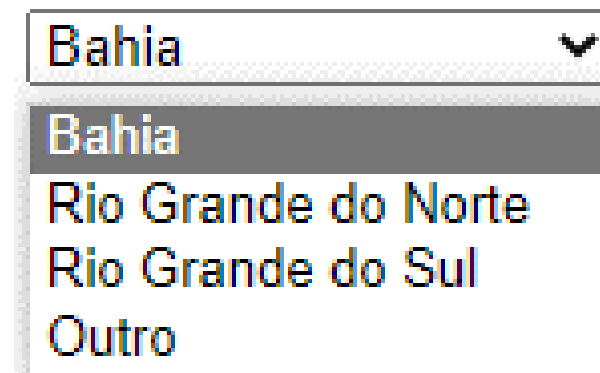 Bahia
Bahia
Rio Grande do Norte
Rio Grande do Sul
Outro